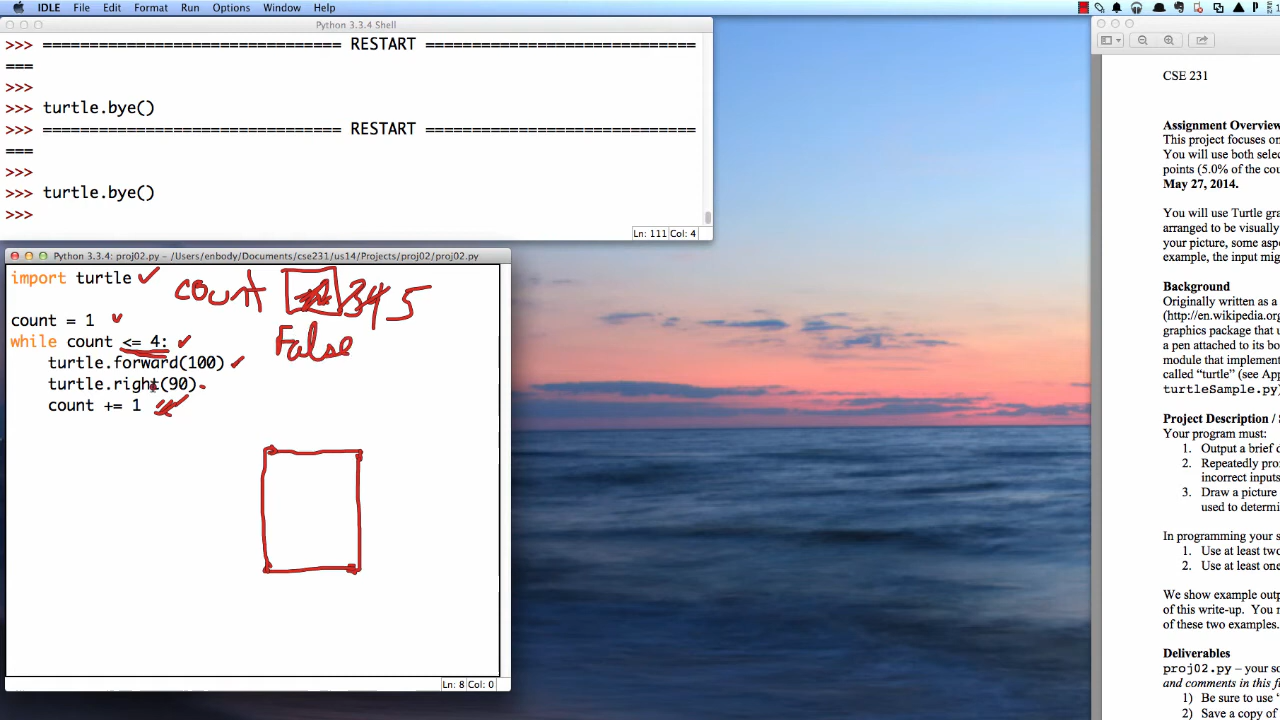 IDLE File Edit Format Run Options Window Help
Python 3.3.4 Shell
>>> ================================ RESTART ================================
===
>>>
>>> turtle.bye()
>>> ================================ RESTART ================================
===
>>>
>>> turtle.bye()
>>>
Ln: 111 Col: 4
Python 3.3.4: proj02.py - /Users/enbody/Documents/cse231/us14/Projects/proj02/proj02.py
import turtle
count 3 4 5
count = 1
False
while count <= 4:
turtle.forward(100)
turtle.right(90)
count += 1
Ln: 8 Col: 0
CSE 231
Assignment Overview
This project focuses on
You will use both selec
points (5.0% of the cou
May 27, 2014.
You will use Turtle gra
arranged to be visually
your picture, some asp
example, the input mig
Background
Originally written as a
(http://en.wikipedia.org
graphics package that u
a pen attached to its bo
module that implement
called "turtle" (see App
turtleSample.py)
Project Description / S
Your program must:
1. Output a brief d
2. Repeatedly pro
incorrect inputs
3. Draw a picture
used to determi
In programming your s
1. Use at least two
2. Use at least one
We show example outp
of this write-up. You n
of these two examples.
Deliverables
proj02.py – your so
and comments in this fi
1) Be sure to use "
2) Save a copy of